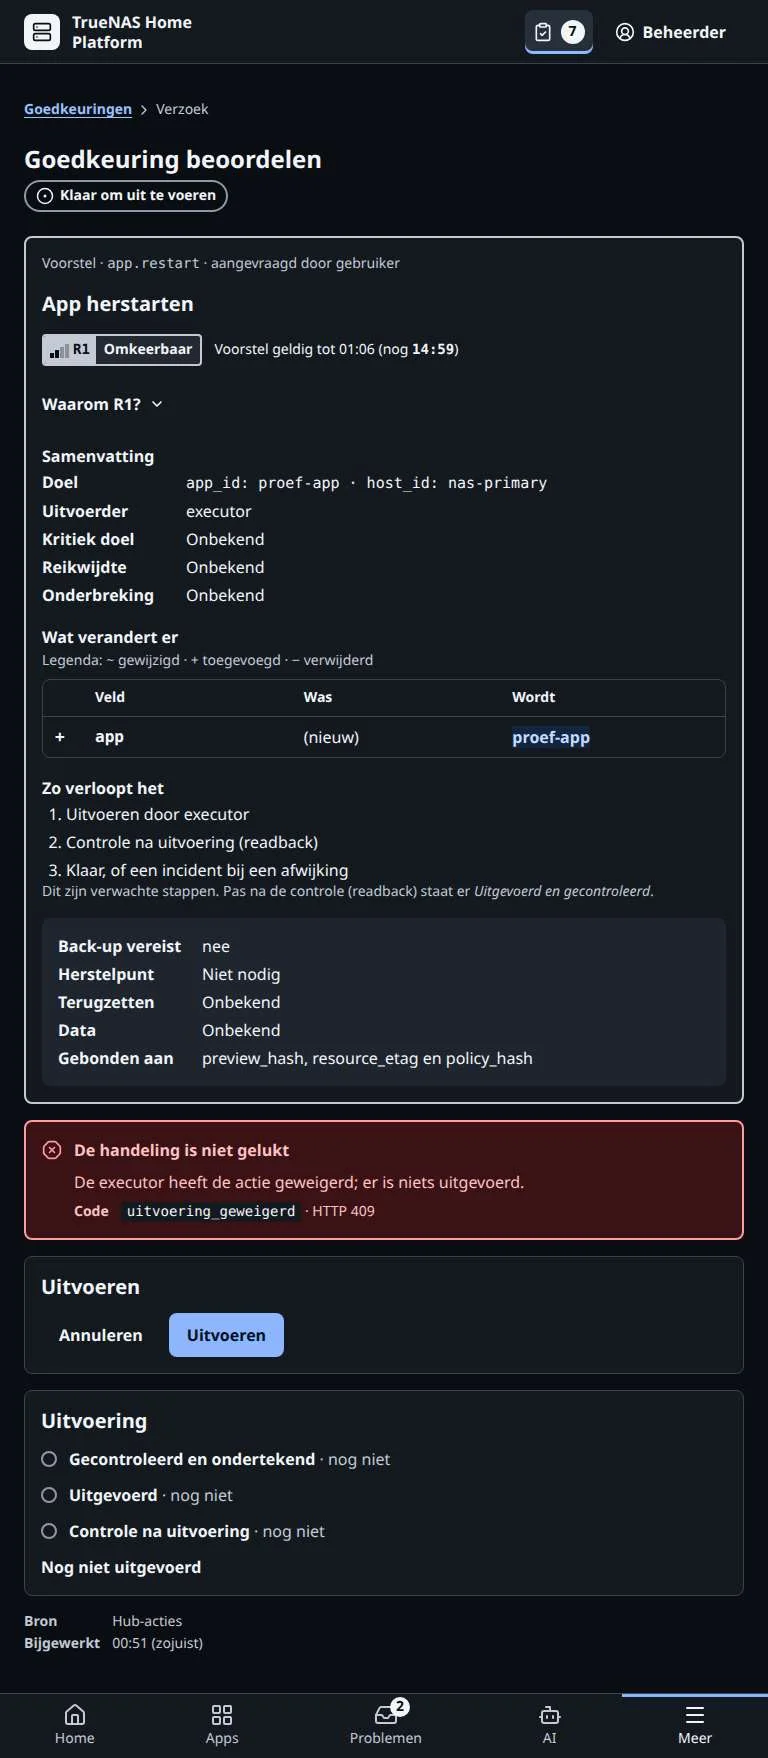 TrueNAS Home
Platform
7
Beheerder
Goedkeuringen > Verzoek
Goedkeuring beoordelen
Klaar om uit te voeren
Voorstel · app.restart · aangevraagd door gebruiker
App herstarten
R1 Omkeerbaar Voorstel geldig tot 01:06 (nog 14:59)
Waarom R1?
Samenvatting
Doel app_id: proef-app · host_id: nas-primary
Uitvoerder executor
Kritiek doel Onbekend
Reikwijdte Onbekend
Onderbreking Onbekend
Wat verandert er
Legenda: ~ gewijzigd · + toegevoegd · − verwijderd
Veld Was Wordt
+ app (nieuw) proef-app
Zo verloopt het
1. Uitvoeren door executor
2. Controle na uitvoering (readback)
3. Klaar, of een incident bij een afwijking
Dit zijn verwachte stappen. Pas na de controle (readback) staat er Uitgevoerd en gecontroleerd.
Back-up vereist nee
Herstelpunt Niet nodig
Terugzetten Onbekend
Data Onbekend
Gebonden aan preview_hash, resource_etag en policy_hash
De handeling is niet gelukt
De executor heeft de actie geweigerd; er is niets uitgevoerd.
Code uitvoering_geweigerd · HTTP 409
Uitvoeren
Annuleren Uitvoeren
Uitvoering
Gecontroleerd en ondertekend · nog niet
Uitgevoerd · nog niet
Controle na uitvoering · nog niet
Nog niet uitgevoerd
Bron Hub-acties
Bijgewerkt 00:51 (zojuist)
2
Home Apps Problemen AI Meer